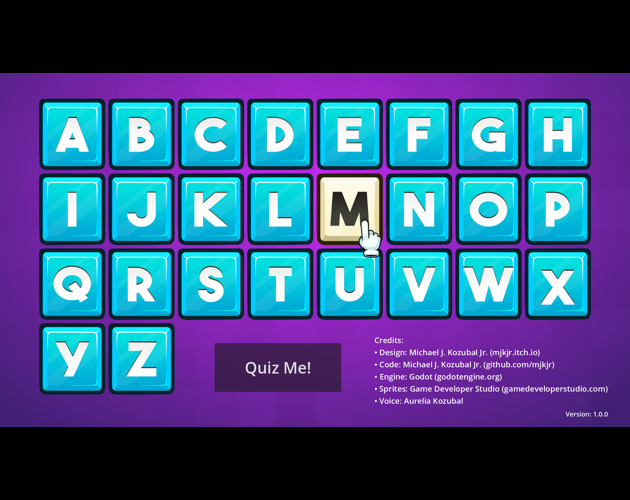 A B C D E F G H
I J K L M N O P
Q R S T U V W X
Y Z
Quiz Me!
Credits:
• Design: Michael J. Kozubal Jr. (mjkjr.itch.io)
• Code: Michael J. Kozubal Jr. (github.com/mjkjr)
• Engine: Godot (godotengine.org)
• Sprites: Game Developer Studio (gamedeveloperstudio.com)
• Voice: Aurelia Kozubal
Version: 1.0.0